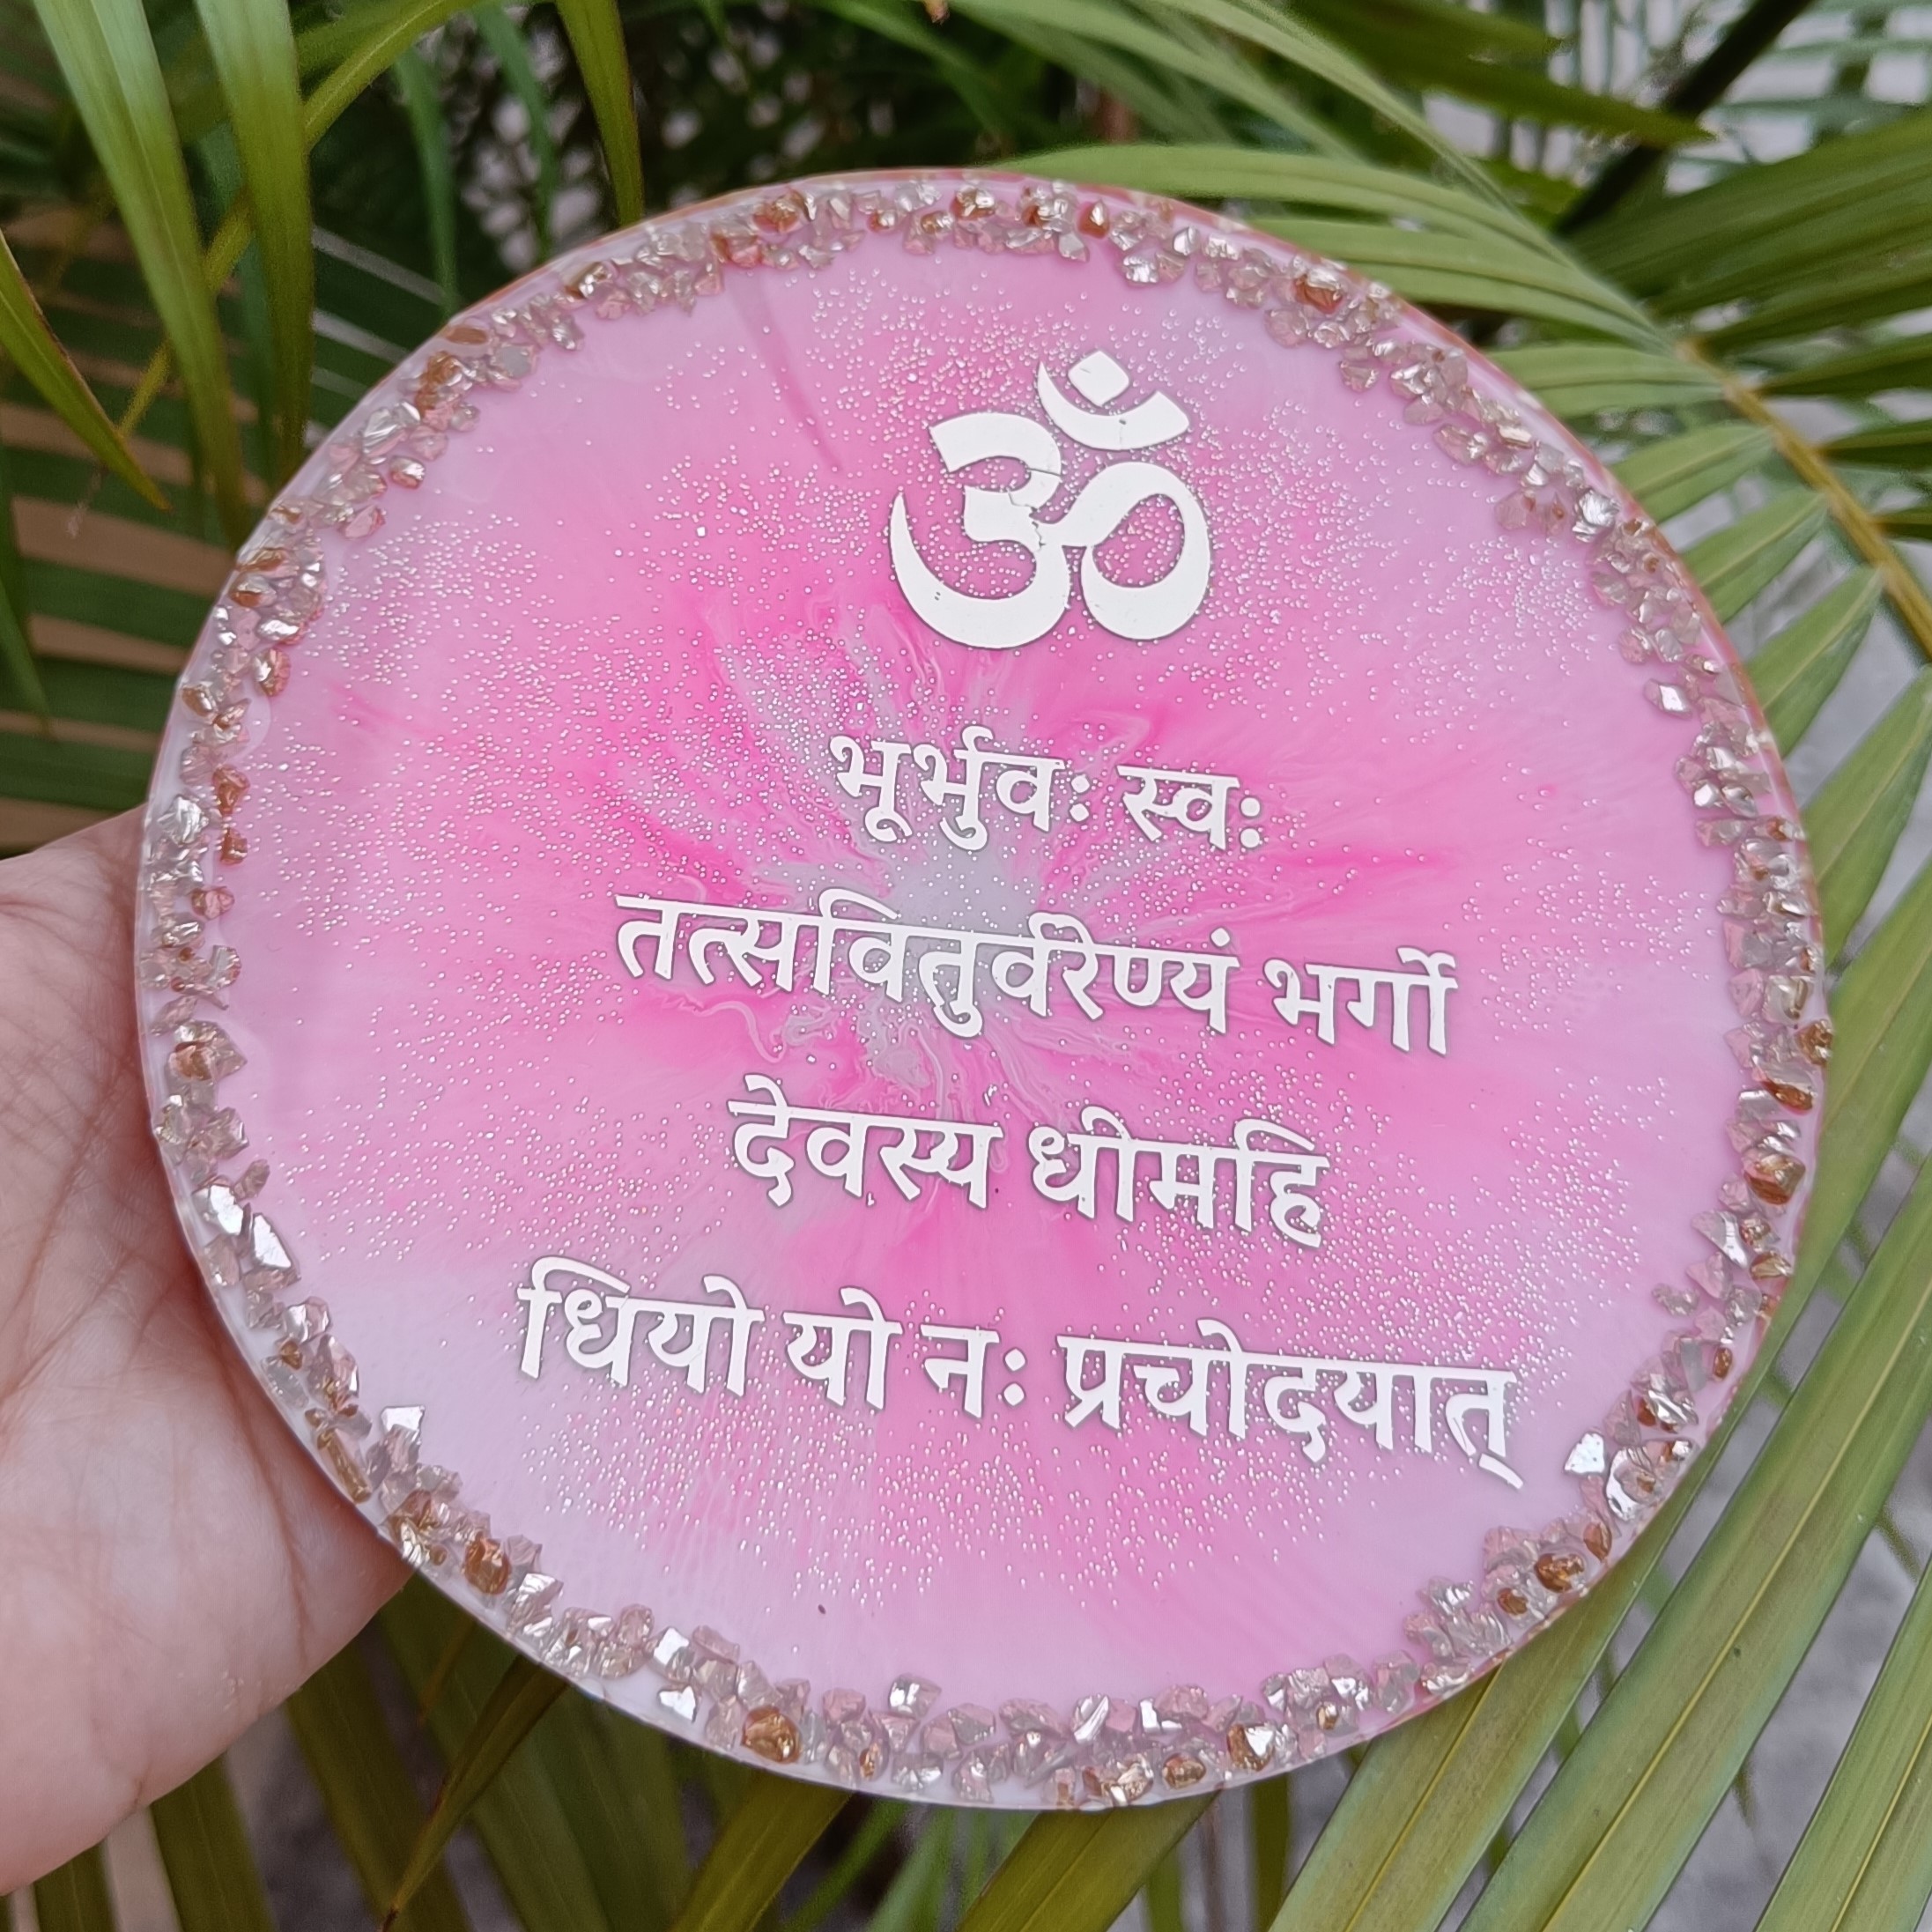 ॐ
भूर्भुवः स्वः
तत्सवितुर्वरेण्यं भर्गो
देवस्य धीमहि
धियो यो नः प्रचोदयात्